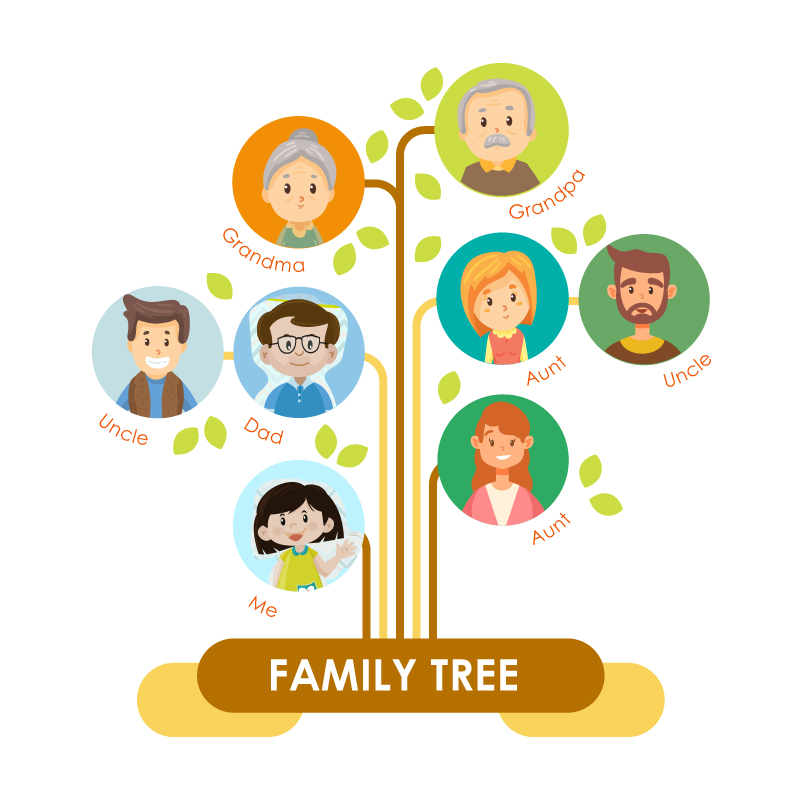 Grandpa
Grandma
Aunt
Uncle
Uncle
Dad
Aunt
Me
FAMILY TREE